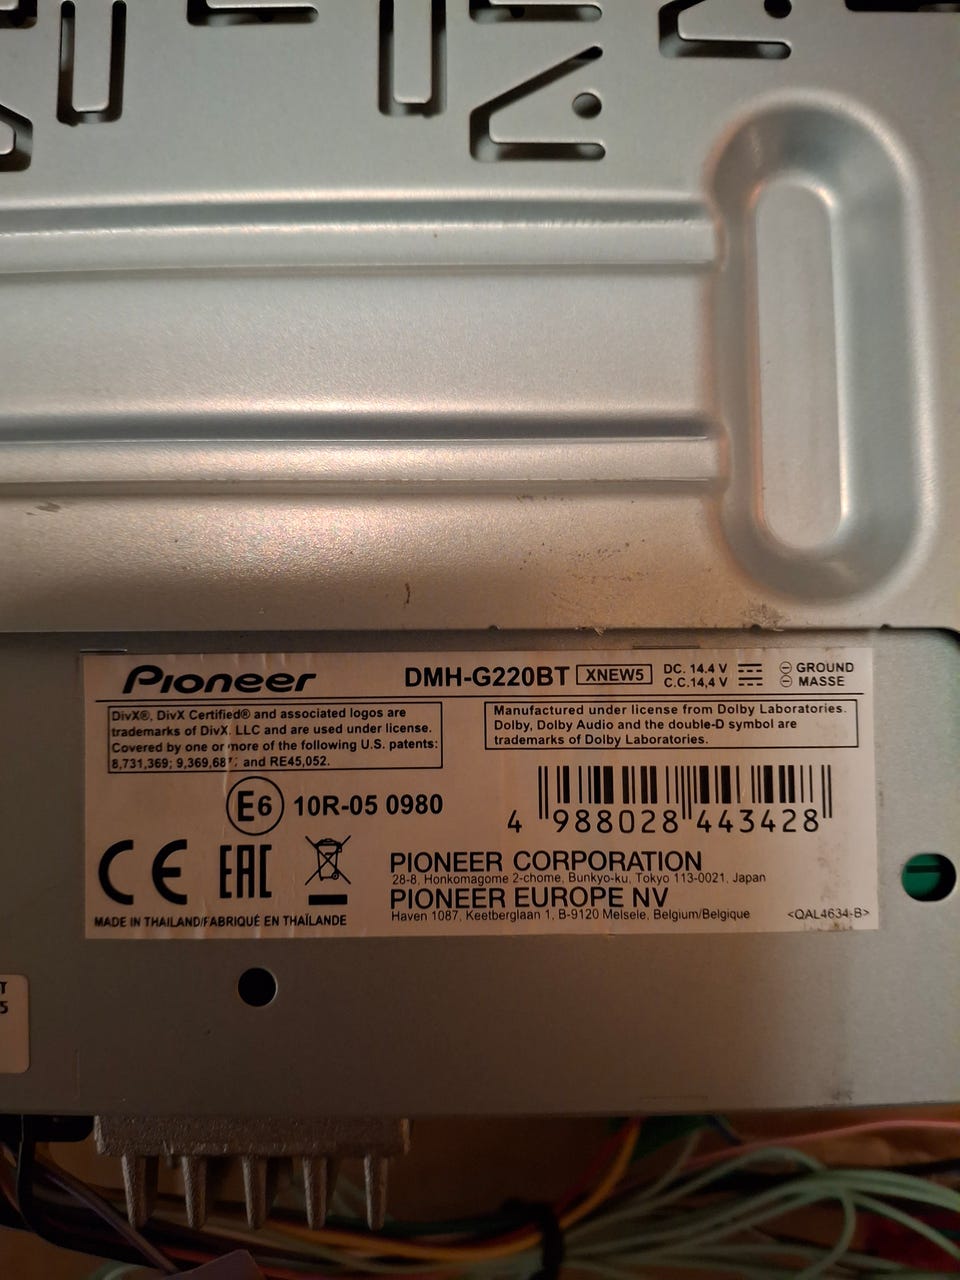 Pioneer
DMH-G220BT XNEW5 DC. 14.4 V GROUND
C.C.14,4 V MASSE
DivX®, DivX Certified® and associated logos are
trademarks of DivX, LLC and are used under license.
Covered by one or more of the following U.S. patents:
8,731,369; and RE45,052.
Manufactured under license from Dolby Laboratories.
Dolby, Dolby Audio and the double-D symbol are
trademarks of Dolby Laboratories.
E6 10R-05 0980
4 988028 443428
CE EAC
PIONEER CORPORATION
28-8, Honkomagome 2-chome, Bunkyo-ku, Tokyo 113-0021, Japan
PIONEER EUROPE NV
Haven 1087, Keetberglaan 1, B-9120 Melsele, Belgium/Belgique
MADE IN THAILAND/FABRIQUÉ EN THAÏLANDE
<QAL4634-B>
T
5